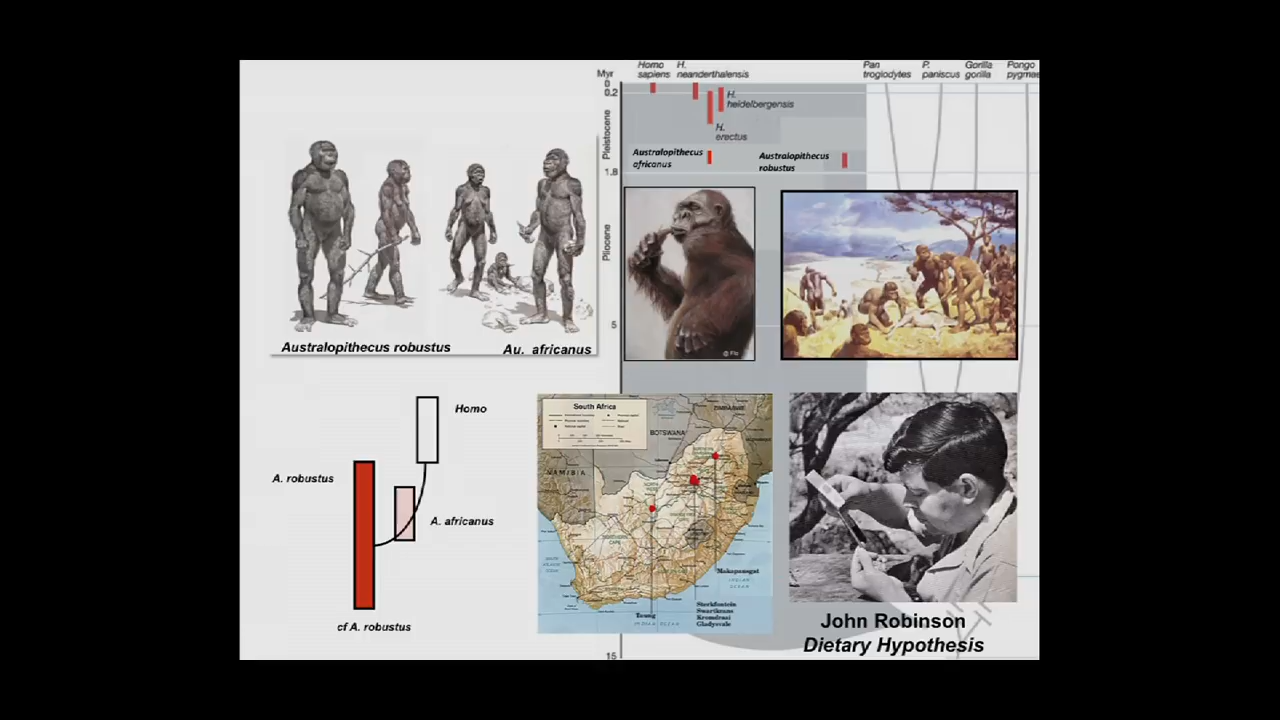 Homo sapiens
H. neanderthalensis
Pan troglodytes
P. paniscus
Gorilla gorilla
Pongo
Myr
0
0.2
H. heidelbergensis
H. erectus
Pleistocene
Australopithecus africanus
Australopithecus robustus
1.8
Pliocene
5
15
Australopithecus robustus
Au. africanus
@ Flo
Homo
A. robustus
A. africanus
cf A. robustus
South Africa
BOTSWANA
NAMIBIA
ZIMBABWE
Makapansgat
Taung
Sterkfontein
Swartkrans
Kromdraai
Gladysvale
John Robinson
Dietary Hypothesis